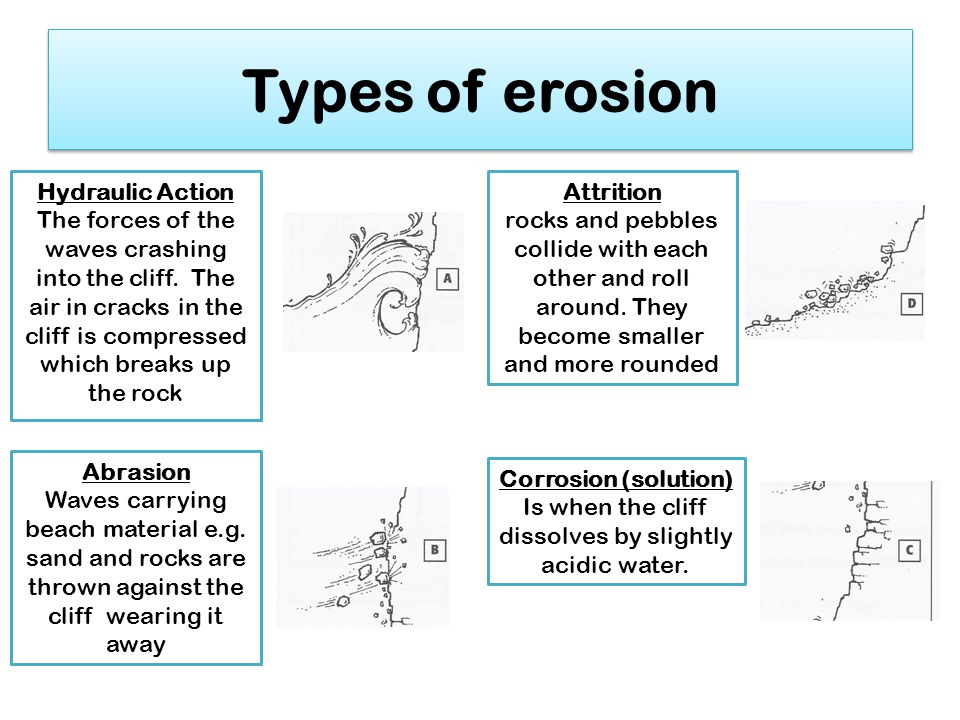 Types of erosion
Hydraulic Action
The forces of the
waves crashing
into the cliff. The
air in cracks in the
cliff is compressed
which breaks up
the rock
A
Attrition
rocks and pebbles
collide with each
other and roll
around. They
become smaller
and more rounded
D
Abrasion
Waves carrying
beach material e.g.
sand and rocks are
thrown against the
cliff wearing it
away
B
Corrosion (solution)
Is when the cliff
dissolves by slightly
acidic water.
C